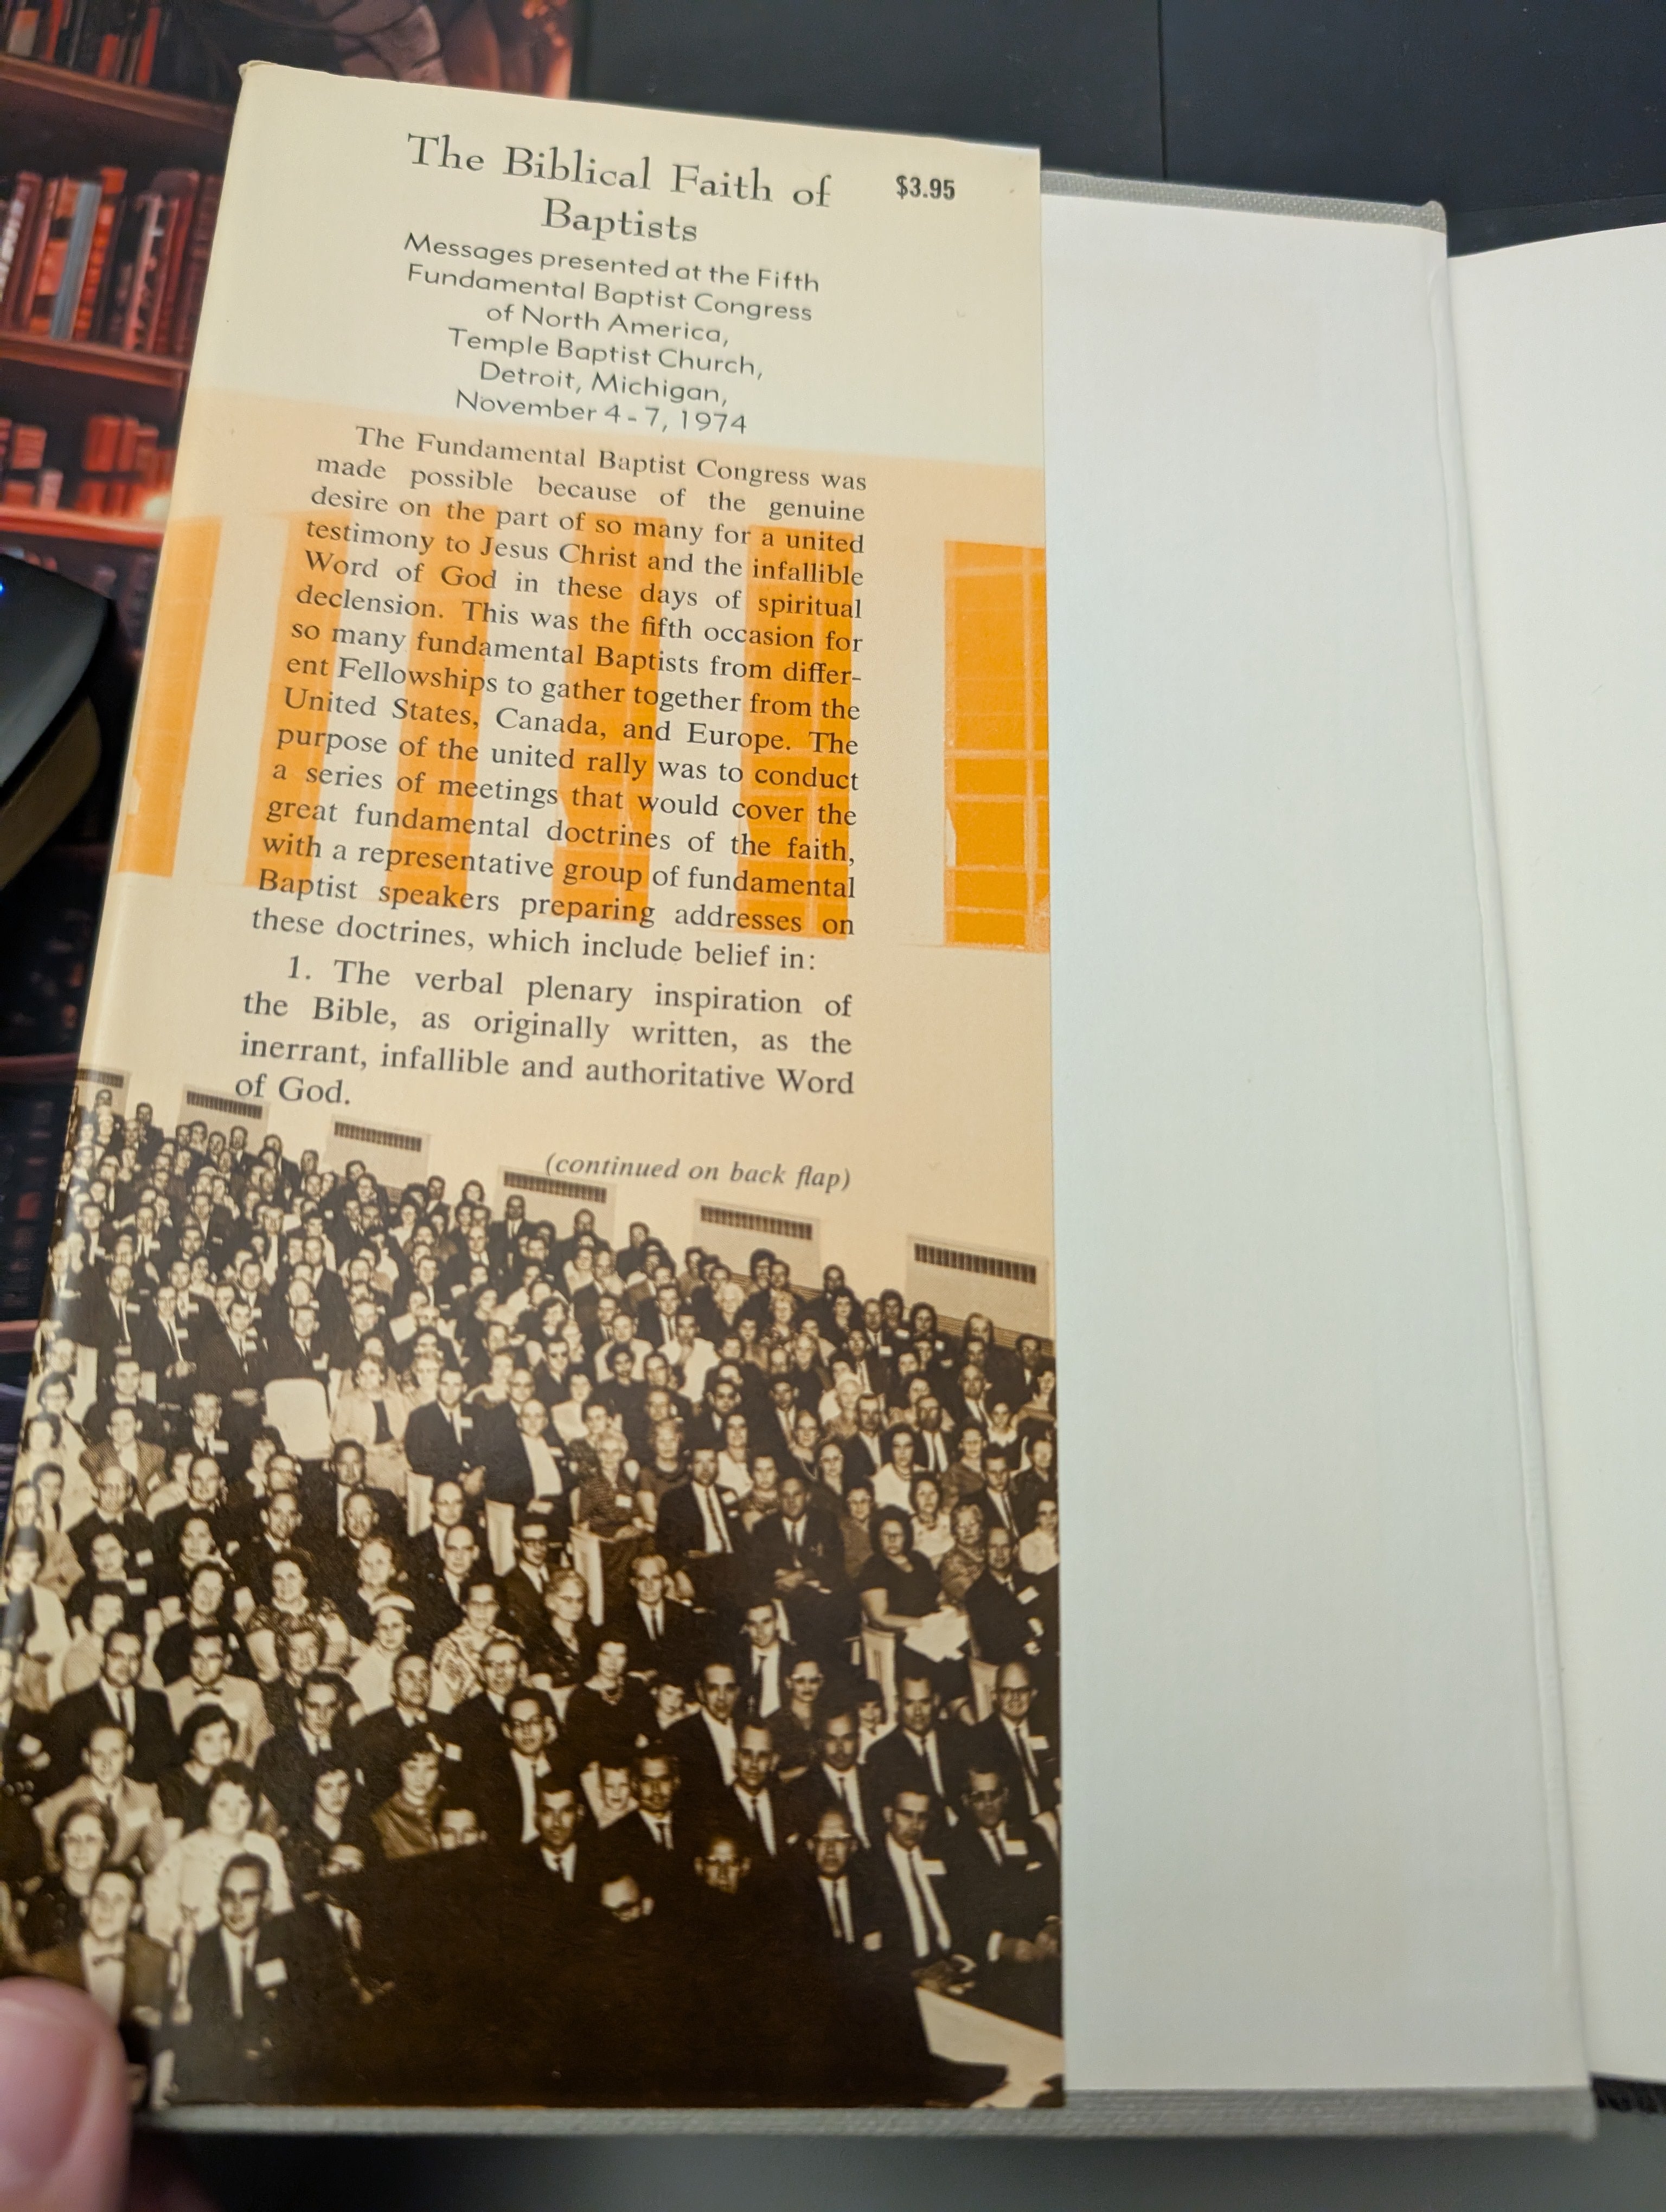 The Biblical Faith of
Baptists
$3.95
Messages presented at the Fifth
Fundamental Baptist Congress
of North America,
Temple Baptist Church,
Detroit, Michigan,
November 4-7, 1974
The Fundamental Baptist Congress was
made possible because of the genuine
desire on the part of so many for a united
testimony to Jesus Christ and the infallible
Word of God in these days of spiritual
declension. This was the fifth occasion for
so many fundamental Baptists from differ-
ent Fellowships to gather together from the
United States, Canada, and Europe. The
purpose of the united rally was to conduct
a series of meetings that would cover the
great fundamental doctrines of the faith,
with a representative group of fundamental
Baptist speakers preparing addresses on
these doctrines, which include belief in:
1. The verbal plenary inspiration of
the Bible, as originally written, as the
inerrant, infallible and authoritative Word
of God.
(continued on back flap)